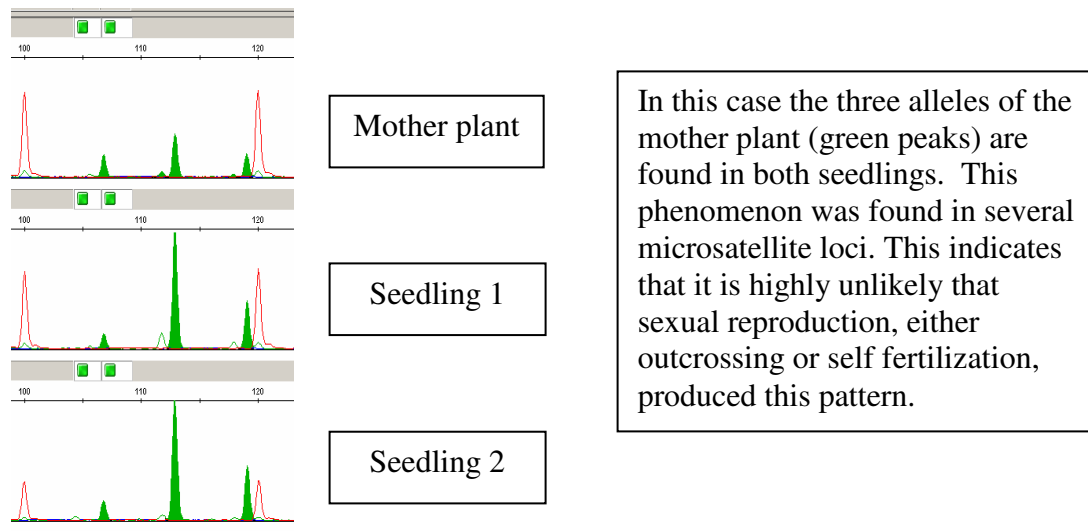 100 110 120
Mother plant
100 110 120
Seedling 1
100 110 120
Seedling 2
In this case the three alleles of the
mother plant (green peaks) are
found in both seedlings. This
phenomenon was found in several
microsatellite loci. This indicates
that it is highly unlikely that
sexual reproduction, either
outcrossing or self fertilization,
produced this pattern.